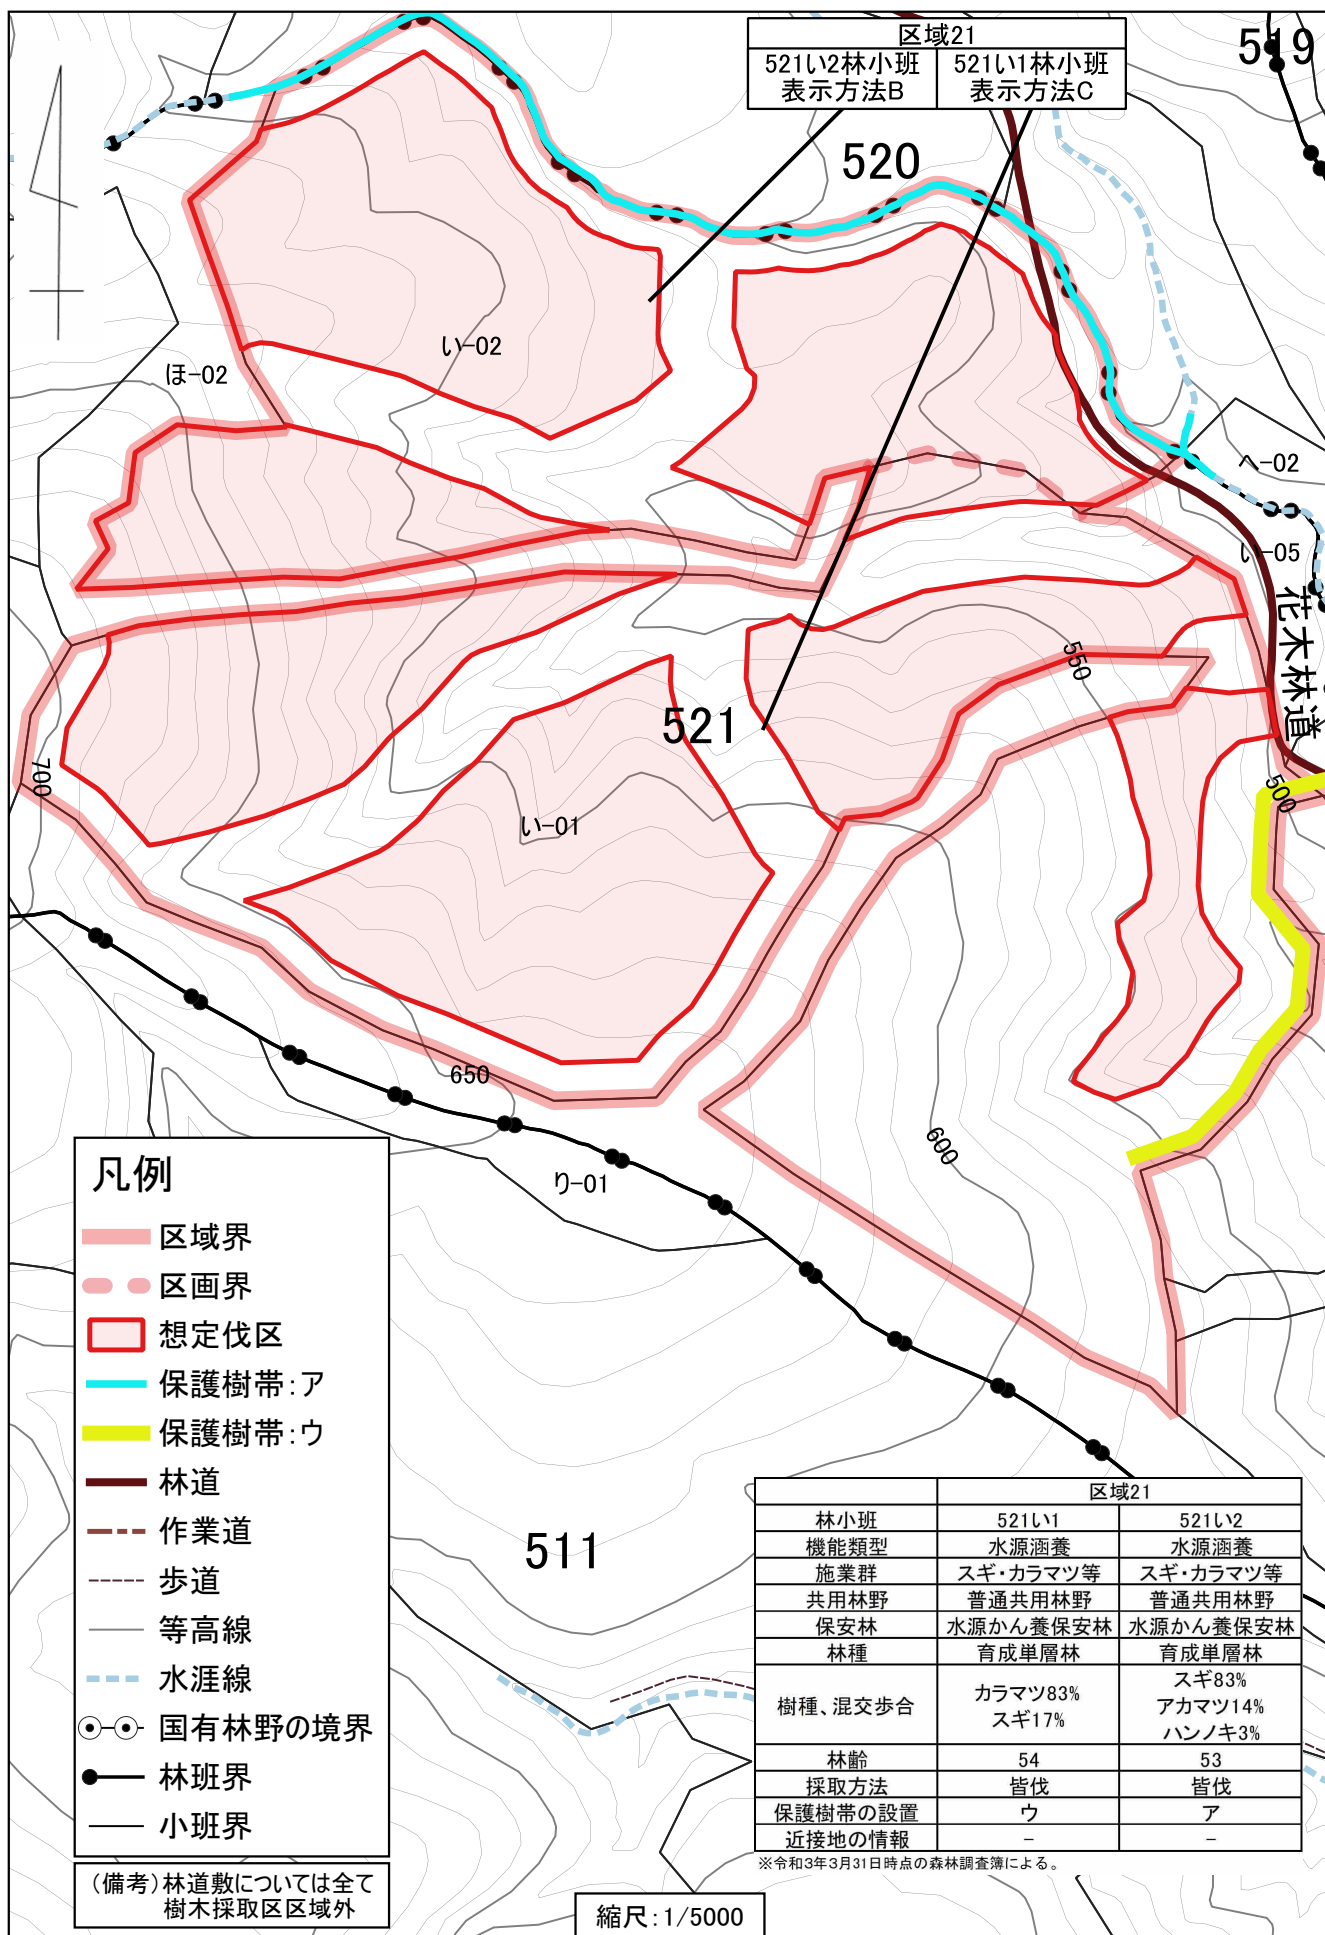 区域21
521い2林小班 521い1林小班
表示方法B 表示方法C
519
520
い-02
ほ-02
へ-02
い-05
花木林道
550
521
700
500
い-01
650
600
り-01
凡例
区域界
区画界
想定伐区
保護樹帯:ア
保護樹帯:ウ
林道
作業道
歩道
等高線
水涯線
国有林野の境界
林班界
小班界
(備考)林道敷については全て
樹木採取区区域外
511
縮尺:1/5000
区域21
林小班 521い1 521い2
機能類型 水源涵養 水源涵養
施業群 スギ・カラマツ等 スギ・カラマツ等
共用林野 普通共用林野 普通共用林野
保安林 水源かん養保安林 水源かん養保安林
林種 育成単層林 育成単層林
樹種、混交歩合 カラマツ83% スギ17% スギ83% アカマツ14% ハンノキ3%
林齢 54 53
採取方法 皆伐 皆伐
保護樹帯の設置 ウ ア
近接地の情報 - -
※令和3年3月31日時点の森林調査簿による。